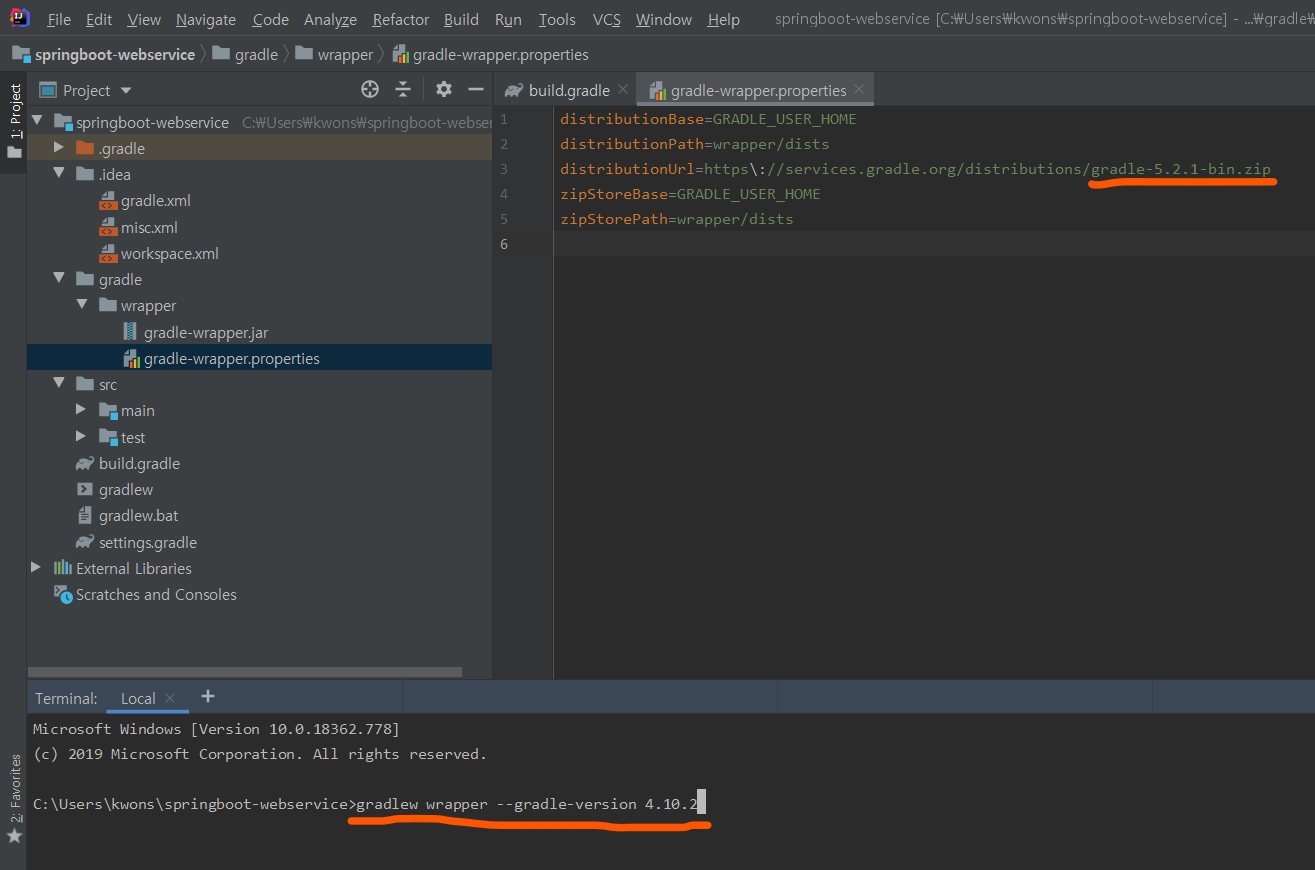 File Edit View Navigate Code Analyze Refactor Build Run Tools VCS Window Help springboot-webservice [C:₩Users₩kwons₩springboot-webservice] - ...₩gradle₩
springboot-webservice gradle wrapper gradle-wrapper.properties
1: Project
Project
build.gradle gradle-wrapper.properties
springboot-webservice C:₩Users₩kwons₩springboot-webser
.gradle
.idea
gradle.xml
misc.xml
workspace.xml
gradle
wrapper
gradle-wrapper.jar
gradle-wrapper.properties
src
main
test
build.gradle
gradlew
gradlew.bat
settings.gradle
External Libraries
Scratches and Consoles
1 distributionBase=GRADLE_USER_HOME
2 distributionPath=wrapper/dists
3 distributionUrl=https\://services.gradle.org/distributions/gradle-5.2.1-bin.zip
4 zipStoreBase=GRADLE_USER_HOME
5 zipStorePath=wrapper/dists
6
Terminal: Local +
2: Favorites
Microsoft Windows [Version 10.0.18362.778]
(c) 2019 Microsoft Corporation. All rights reserved.
C:\Users\kwons\springboot-webservice>gradlew wrapper --gradle-version 4.10.2